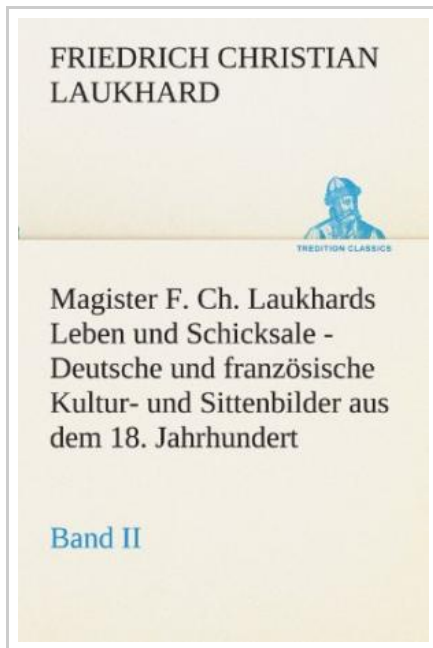 FRIEDRICH CHRISTIAN
LAUKHARD
TREDITION CLASSICS
Magister F. Ch. Laukhards
Leben und Schicksale -
Deutsche und französische
Kultur- und Sittenbilder aus
dem 18. Jahrhundert
Band II